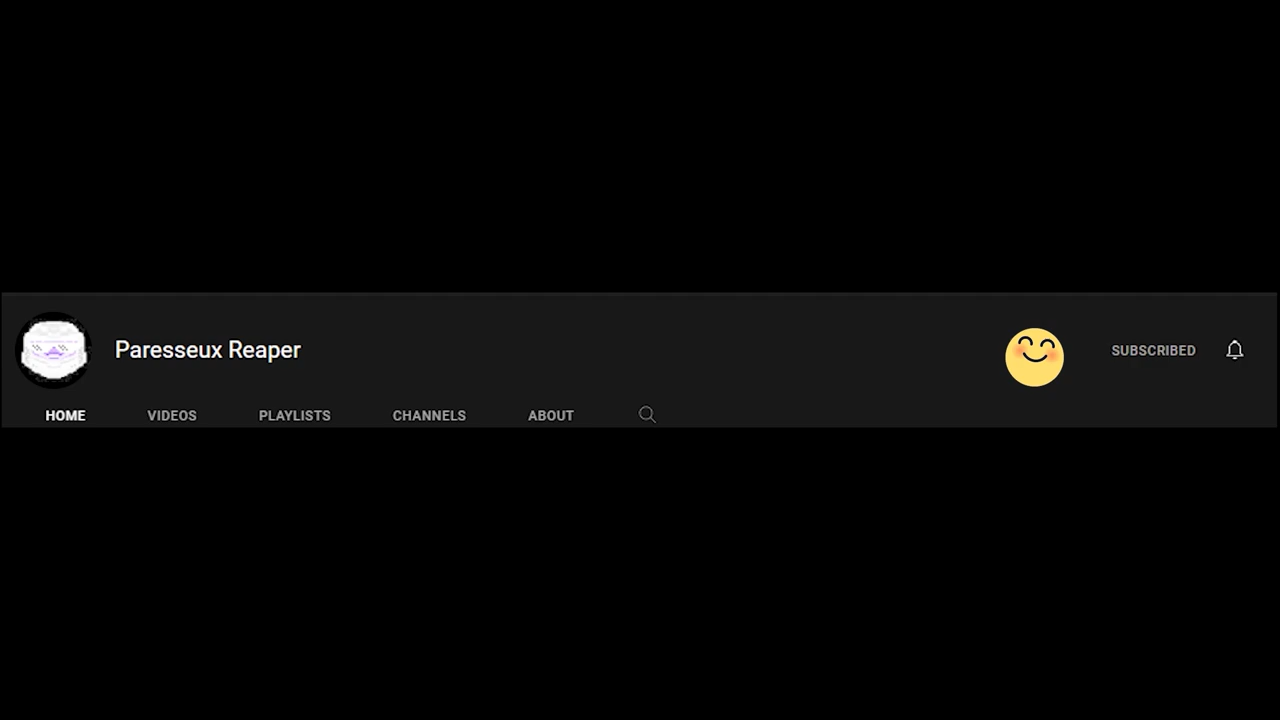 Paresseux Reaper
SUBSCRIBED
HOME VIDEOS PLAYLISTS CHANNELS ABOUT